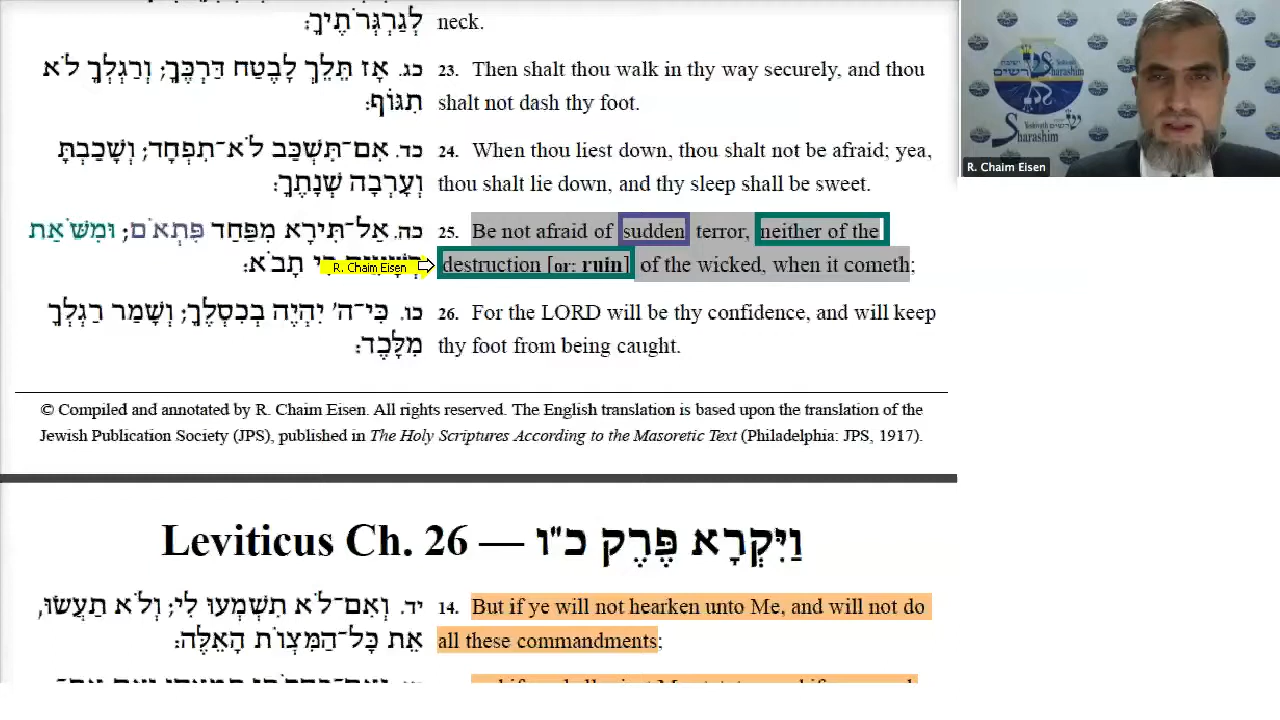 לְגַרְגְּרֹתֶיךָ:
neck.
כג. אָז תֵּלֵךְ לָבֶטַח דַּרְכֶּךָ; וְרַגְלְךָ לֹא
תִגּוֹף:
23. Then shalt thou walk in thy way securely, and thou
shalt not dash thy foot.
כד. אִם־תִּשְׁכַּב לֹא־תִפְחָד; וְשָׁכַבְתָּ
וְעָרְבָה שְׁנָתֶךָ:
24. When thou liest down, thou shalt not be afraid; yea,
thou shalt lie down, and thy sleep shall be sweet.
כה. אַל־תִּירָא מִפַּחַד פִּתְאֹם; וּמִשֹּׁאַת
תָבֹא:
R. Chaim Eisen
25. Be not afraid of sudden terror, neither of the
destruction [or: ruin] of the wicked, when it cometh;
כו. כִּי־ה' יִהְיֶה בְכִסְלֶךָ; וְשָׁמַר רַגְלְךָ
מִלָּכֶד:
26. For the LORD will be thy confidence, and will keep
thy foot from being caught.
© Compiled and annotated by R. Chaim Eisen. All rights reserved. The English translation is based upon the translation of the
Jewish Publication Society (JPS), published in The Holy Scriptures According to the Masoretic Text (Philadelphia: JPS, 1917).
Leviticus Ch. 26 — וַיִּקְרָא פֶּרֶק כ"ו
יד. וְאִם־לֹא תִשְׁמְעוּ לִי; וְלֹא תַעֲשׂוּ,
אֵת כָּל־הַמִּצְוֹת הָאֵלֶּה:
14. But if ye will not hearken unto Me, and will not do
all these commandments;
Sharashim
Yeshivath
Sharashim
R. Chaim Eisen